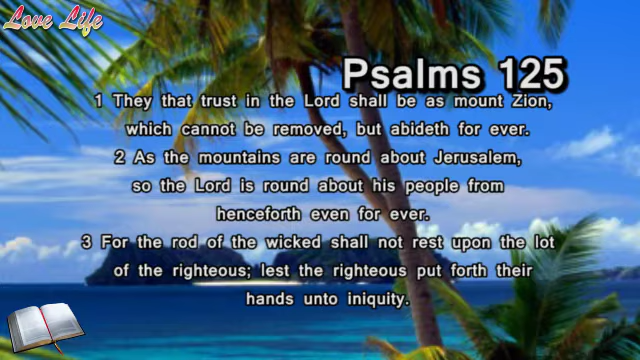 Love Life
Psalms 125
1 They that trust in the Lord shall be as mount Zion,
which cannot be removed, but abideth for ever.
2 As the mountains are round about Jerusalem,
so the Lord is round about his people from
henceforth even for ever.
3 For the rod of the wicked shall not rest upon the lot
of the righteous; lest the righteous put forth their
hands unto iniquity.